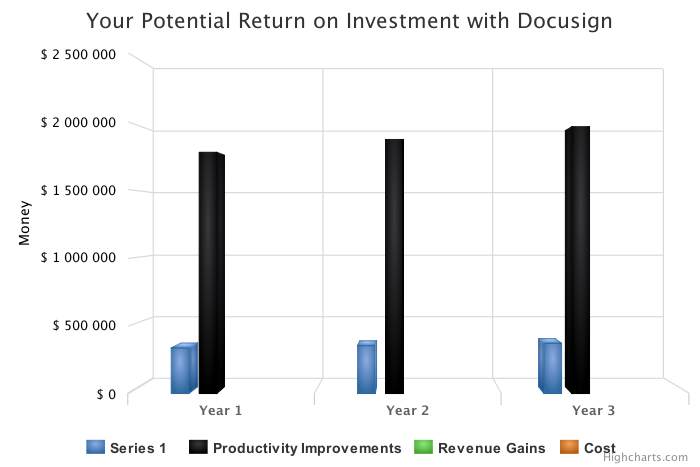 Your Potential Return on Investment with Docusign
$ 2 500 000
$ 2 000 000
$ 1 500 000
$ 1 000 000
$ 500 000
$ 0
Money
Year 1
Year 2
Year 3
Series 1
Productivity Improvements
Revenue Gains
Cost
Highcharts.com